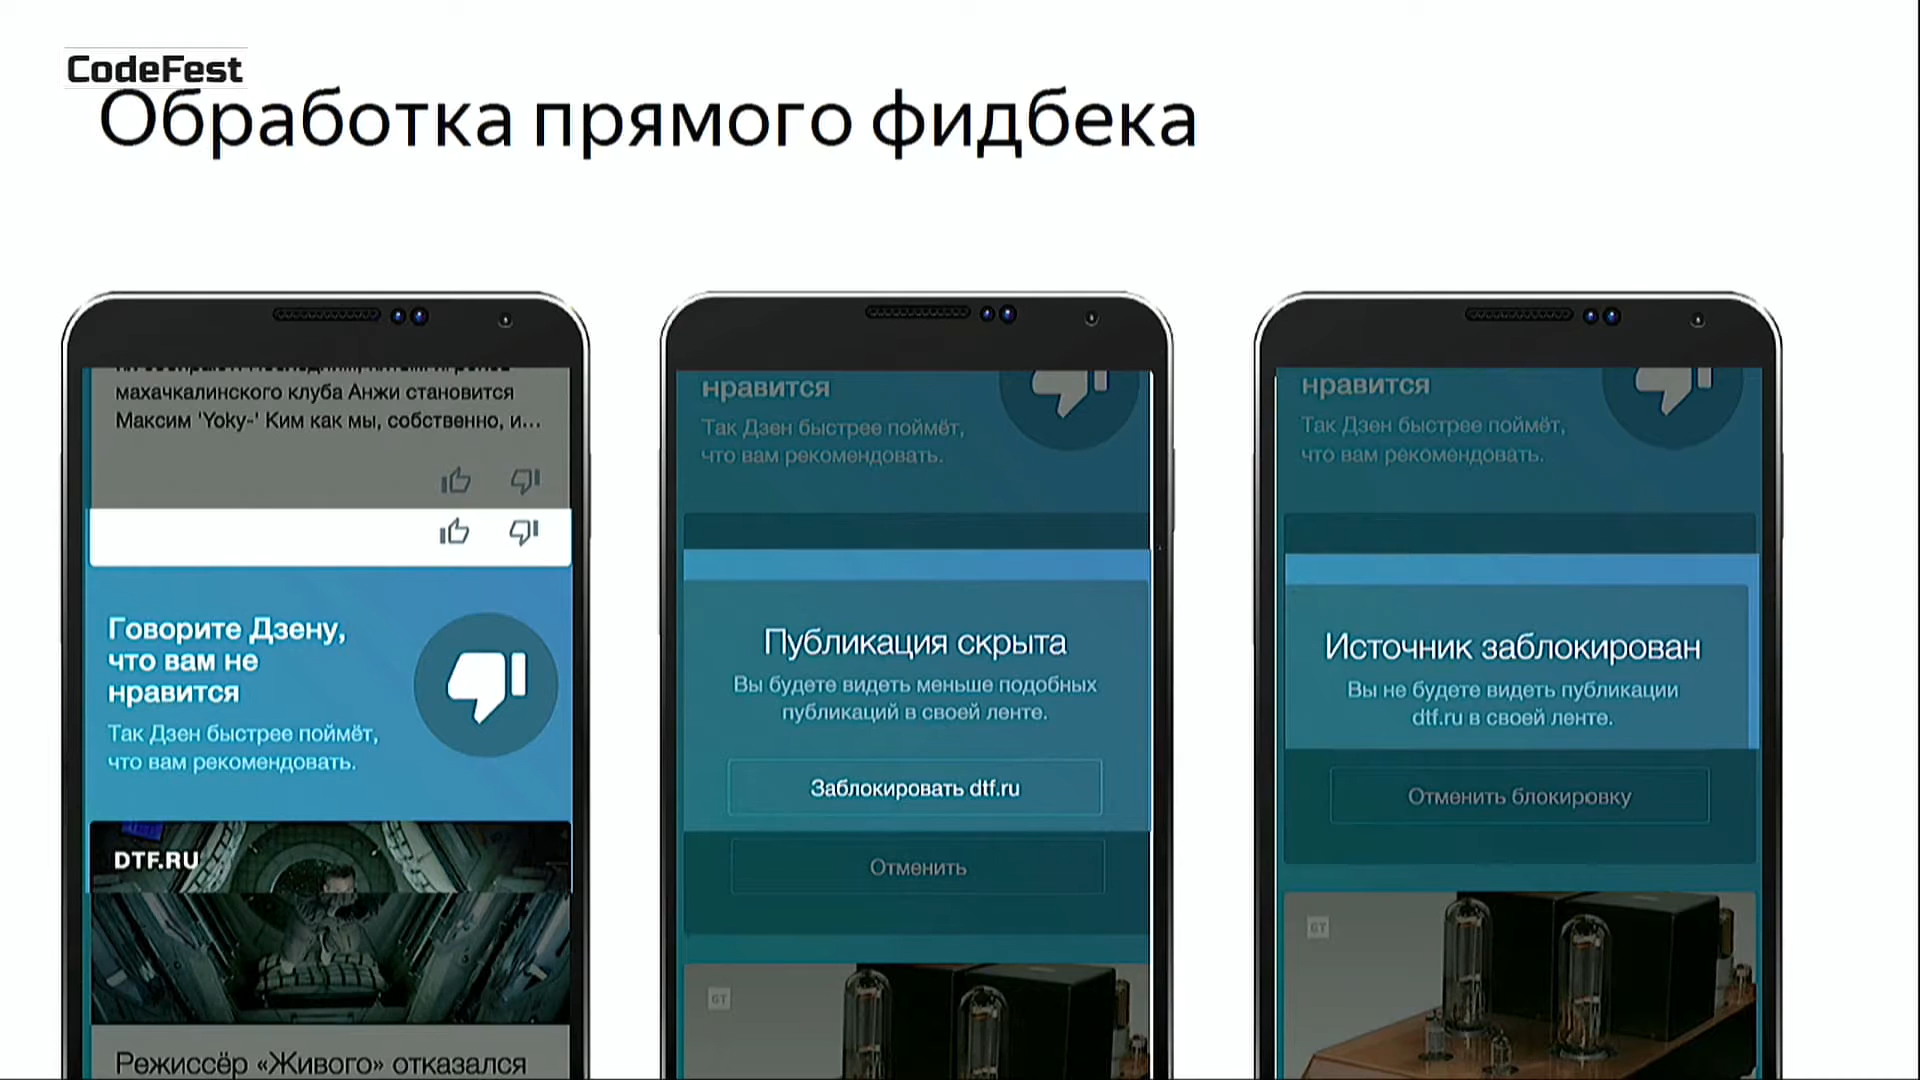 CodeFest
Обработка прямого фидбека
махачкалинского клуба Анжи становится
Максим 'Yoky-' Ким как мы, собственно, и...
Говорите Дзену,
что вам не
нравится
Так Дзен быстрее поймёт,
что вам рекомендовать.
DTF.RU
Режиссёр «Живого» отказался
нравится
Так Дзен быстрее поймёт,
что вам рекомендовать.
Публикация скрыта
Вы будете видеть меньше подобных
публикаций в своей ленте.
Заблокировать dtf.ru
Отменить
GT
нравится
Так Дзен быстрее поймёт,
что вам рекомендовать.
Источник заблокирован
Вы не будете видеть публикации
dtf.ru в своей ленте.
Отменить блокировку
GT